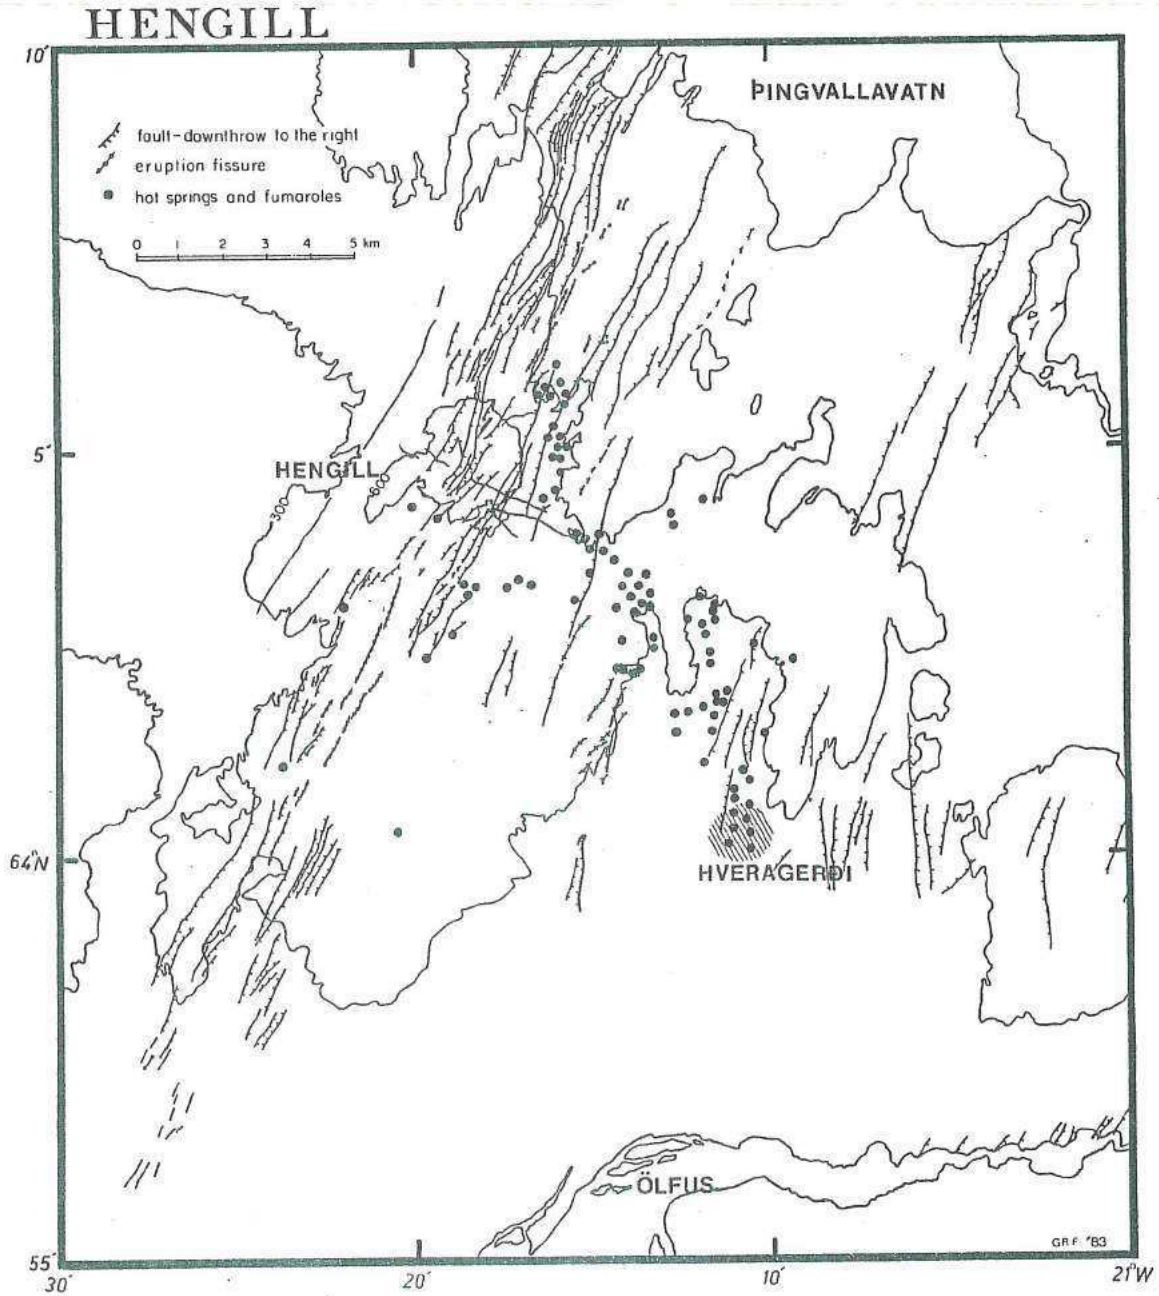 HENGILL
10′
ÞINGVALLAVATN
fault-downthrow to the right
eruption fissure
hot springs and fumaroles
0 1 2 3 4 5 km
5′
HENGILL
600
300
64°N
HVERAGERÐI
ÖLFUS
GRF '83
55′
30′ 20′ 10′ 21°W